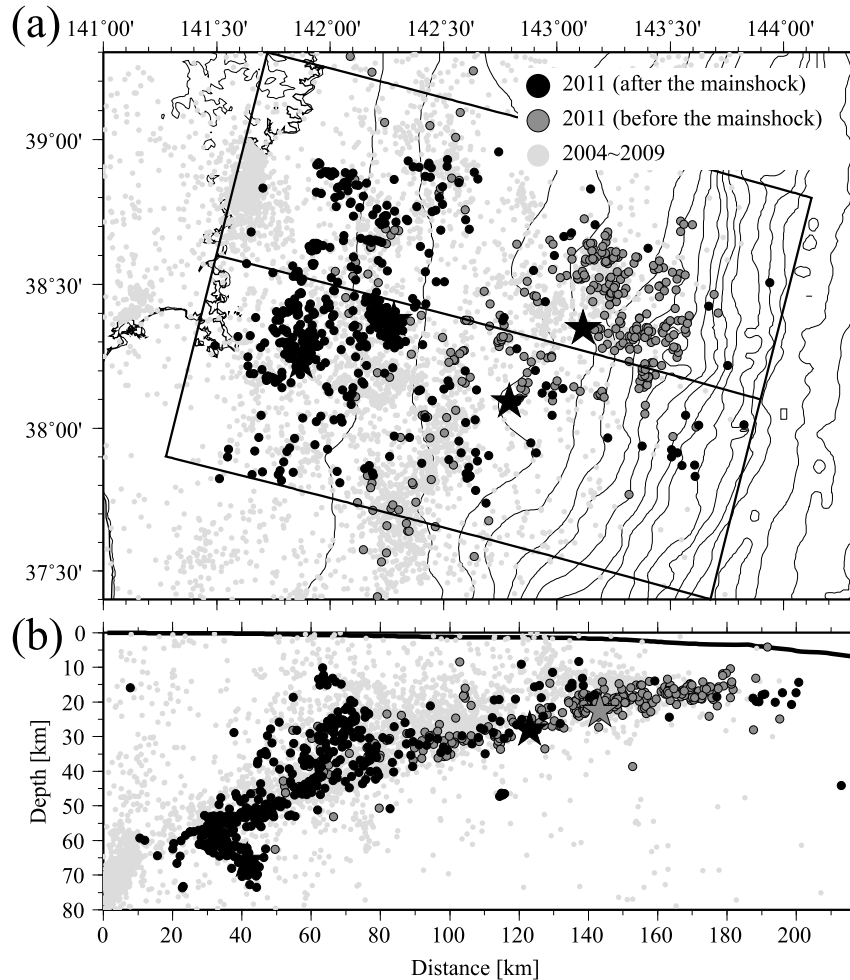 (a)
141°00' 141°30' 142°00' 142°30' 143°00' 143°30' 144°00'
2011 (after the mainshock)
2011 (before the mainshock)
2004~2009
39°00'
38°30'
38°00'
37°30'
(b)
0
10
20
30
40
50
60
70
80
Depth [km]
0 20 40 60 80 100 120 140 160 180 200
Distance [km]